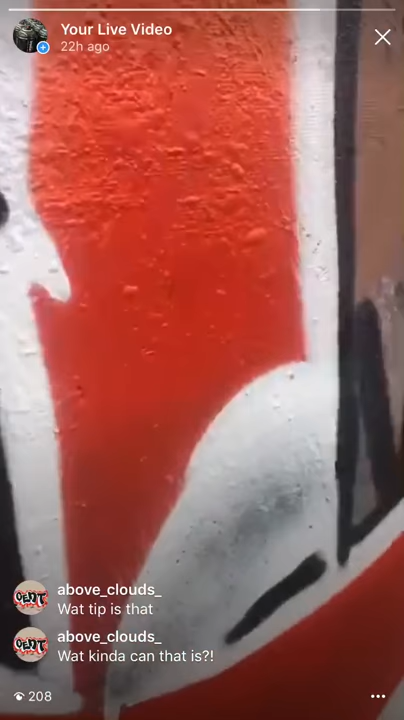 Your Live Video
22h ago
above_clouds_
Wat tip is that
above_clouds_
Wat kinda can that is?!
208